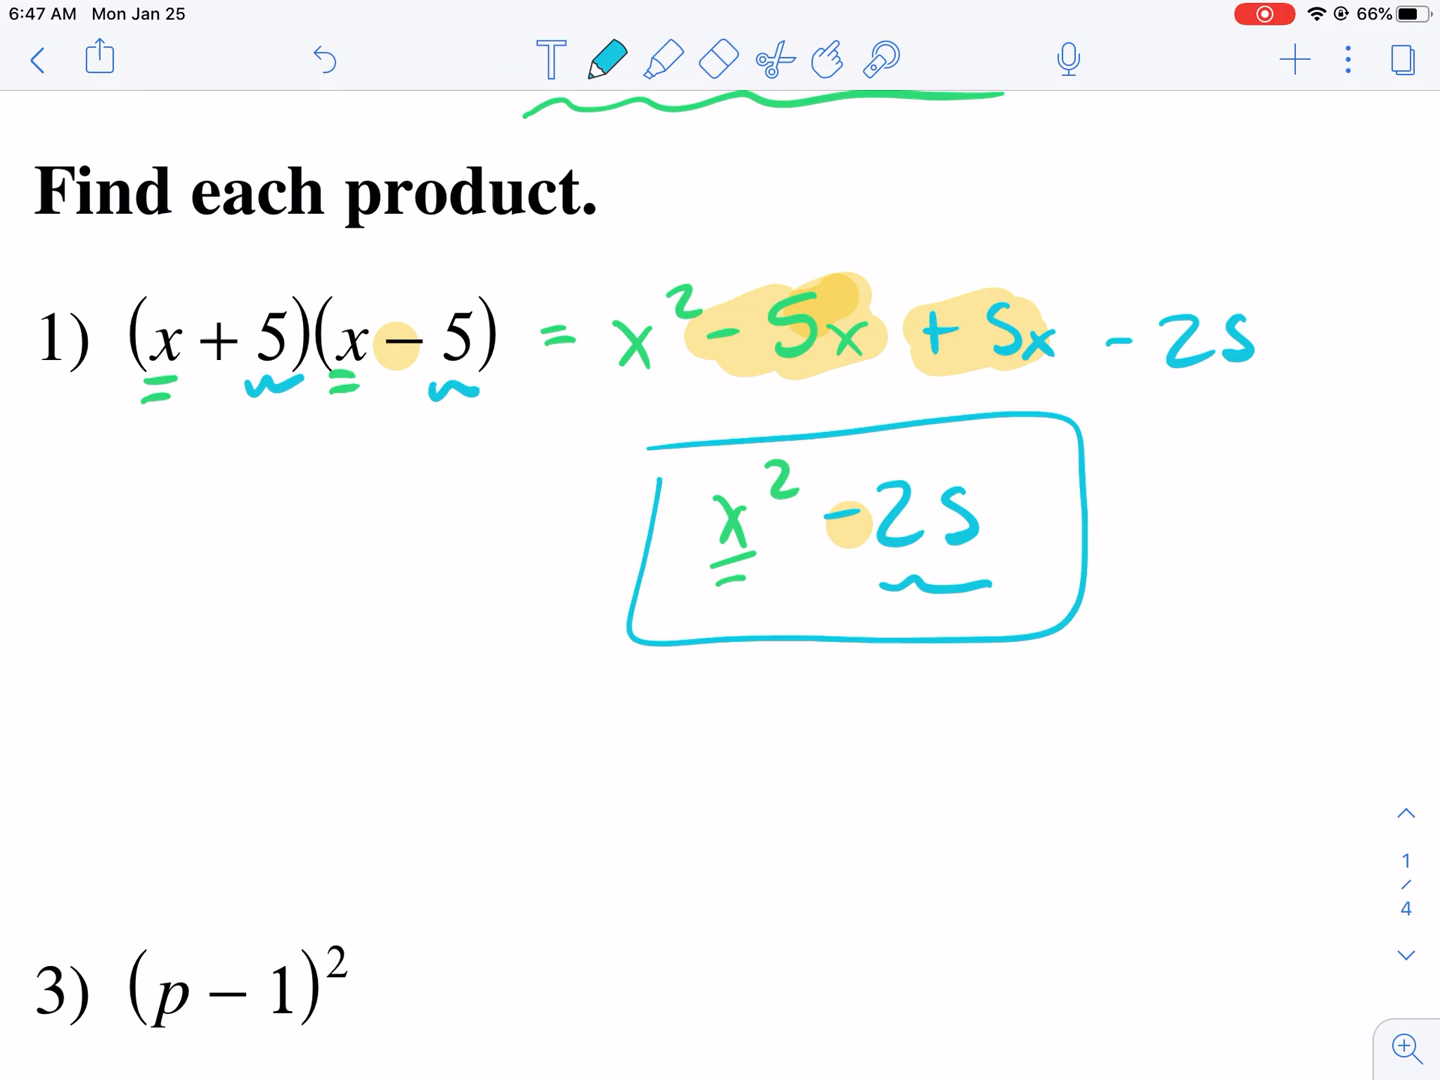 6:47 AM Mon Jan 25 66%
T
Find each product.
1) (x + 5)(x − 5) = x² - 5x + 5x - 25
x² - 25
1
/
4
3) (p − 1)²